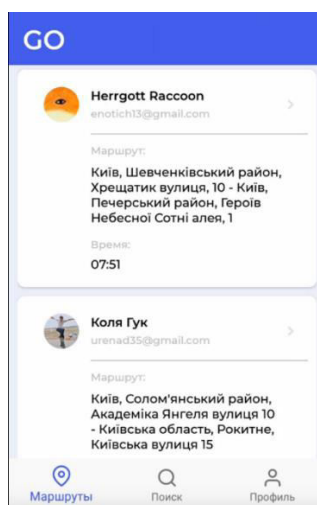 GO
Herrgott Raccoon
enotich13@gmail.com
Маршрут:
Київ, Шевченківський район,
Хрещатик вулиця, 10 - Київ,
Печерський район, Героїв
Небесної Сотні алея, 1
Время:
07:51
Коля Гук
urenad35@gmail.com
Маршрут:
Київ, Солом'янський район,
Академіка Янгеля вулиця 10
- Київська область, Рокитне,
Київська вулиця 15
Маршруты
Поиск
Профиль